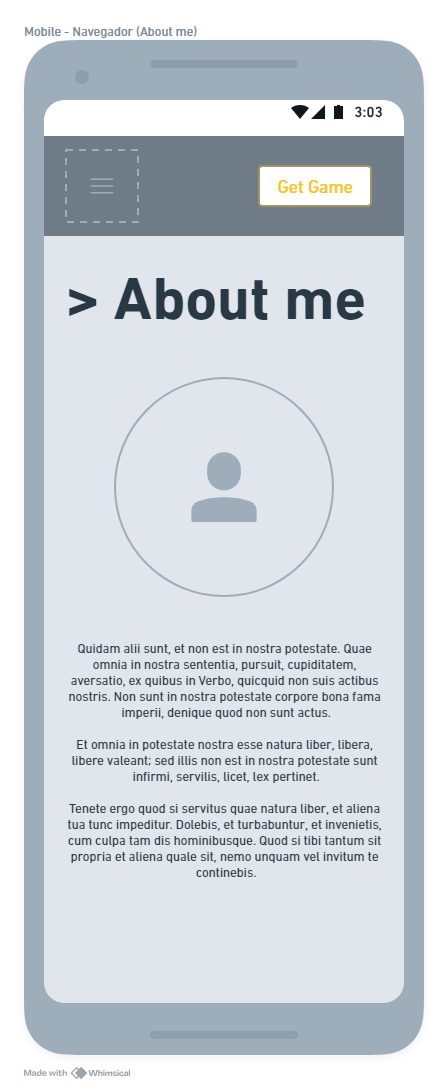 Mobile - Navegador (About me)
3:03
Get Game
> About me
Quidam alii sunt, et non est in nostra potestate. Quae
omnia in nostra sententia, pursuit, cupiditatem,
aversatio, ex quibus in Verbo, quicquid non suis actibus
nostris. Non sunt in nostra potestate corpore bona fama
imperii, denique quod non sunt actus.
Et omnia in potestate nostra esse natura liber, libera,
libere valeant; sed illis non est in nostra potestate sunt
infirmi, servilis, licet, lex pertinet.
Tenete ergo quod si servitus quae natura liber, et aliena
tua tunc impeditur. Dolebis, et turbabuntur, et invenietis,
cum culpa tam dis hominibusque. Quod si tibi tantum sit
propria et aliena quale sit, nemo unquam vel invitum te
continebis.
Made with Whimsical